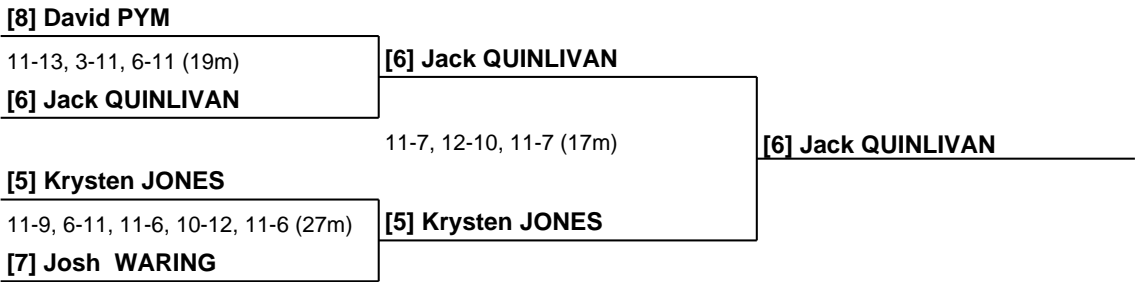 [8] David PYM
11-13, 3-11, 6-11 (19m)
[6] Jack QUINLIVAN
[6] Jack QUINLIVAN
11-7, 12-10, 11-7 (17m)
[6] Jack QUINLIVAN
[5] Krysten JONES
11-9, 6-11, 11-6, 10-12, 11-6 (27m)
[5] Krysten JONES
[7] Josh  WARING